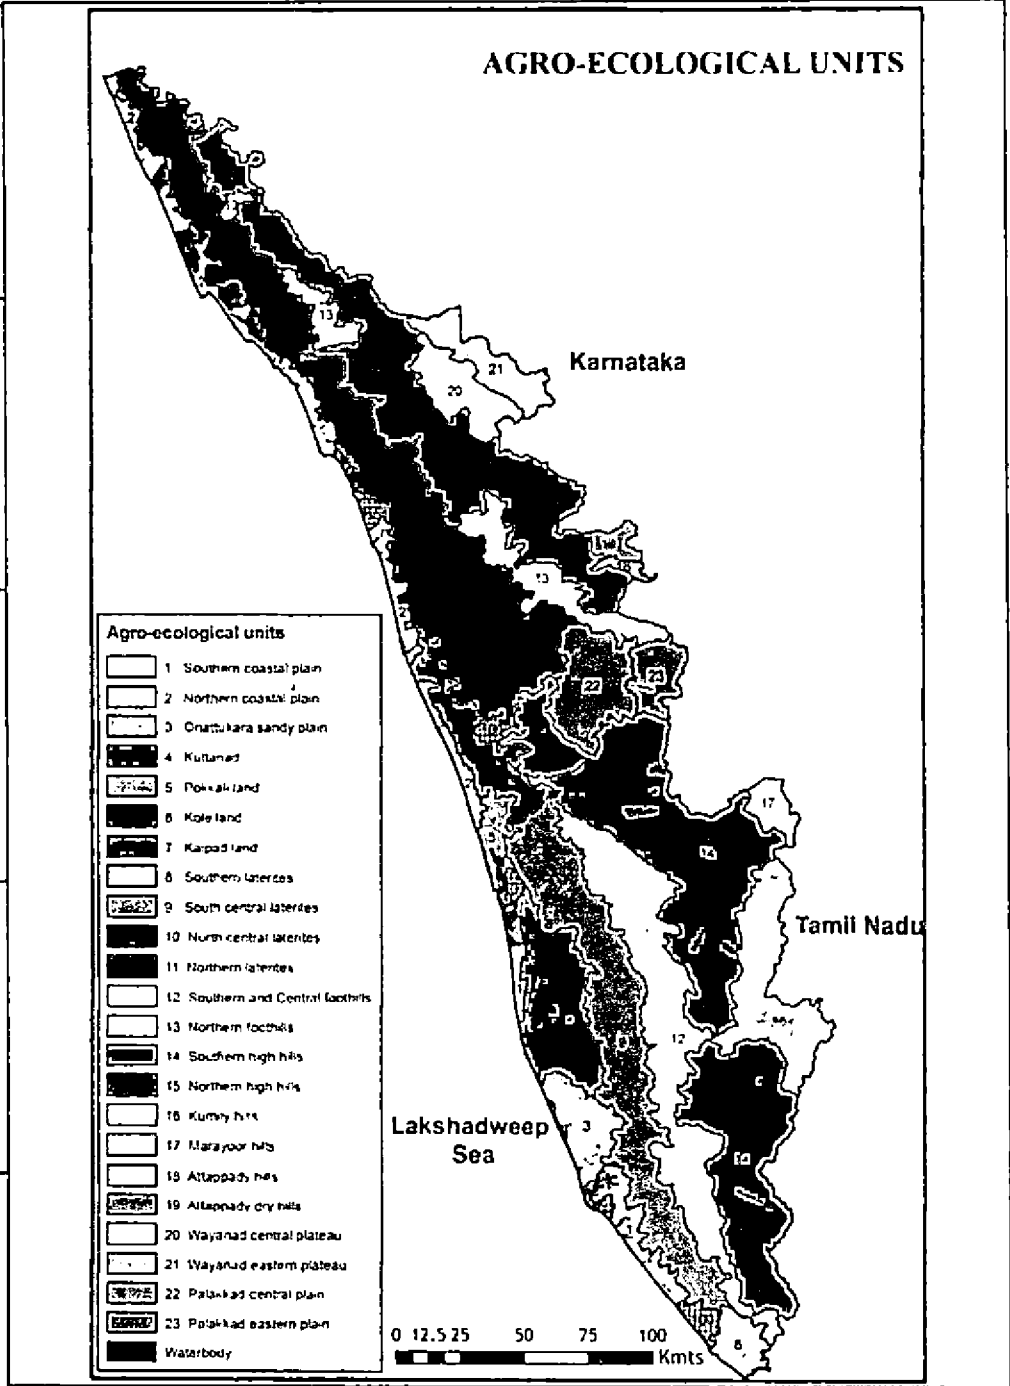 AGRO-ECOLOGICAL UNITS
2
13
Karnataka
21
20
13
2
22
23
17
14
Tamil Nadu
12
Lakshadweep
Sea
3
14
8
Agro-ecological units
1 Southern coastal plain
2 Northern coastal plain
3 Onattukara sandy plain
4 Kuttanad
5 Pokkali land
6 Kole land
7 Kaipad land
8 Southern laterites
9 South central laterites
10 North central laterites
11 Northern laterites
12 Southern and Central foothills
13 Northern foothills
14 Southern high hills
15 Northern high hills
16 Kumily hills
17 Marayoor hills
18 Attappady hills
19 Attappady dry hills
20 Wayanad central plateau
21 Wayanad eastern plateau
22 Palakkad central plain
23 Palakkad eastern plain
Waterbody
0 12.5 25 50 75 100
Kmts